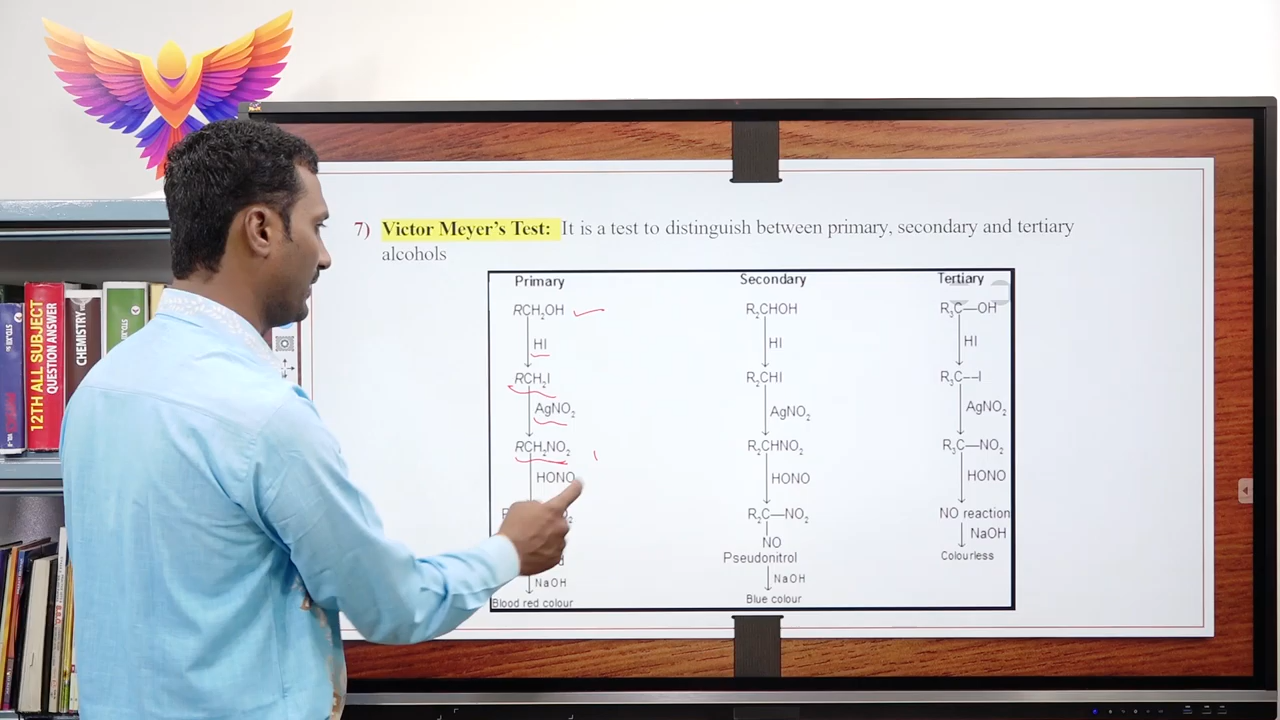 7) Victor Meyer's Test: It is a test to distinguish between primary, secondary and tertiary
alcohols
Primary Secondary Tertiary
RCH₂OH R₂CHOH R₃C—OH
HI HI HI
RCH₂I R₂CHI R₃C--I
AgNO₂ AgNO₂ AgNO₂
RCH₂NO₂ R₂CHNO₂ R₃C—NO₂
HONO HONO HONO
R₂C—NO₂ NO reaction
NO NaOH
Pseudonitrol Colourless
NaOH NaOH
Blood red colour Blue colour
12TH ALL SUBJECT
QUESTION ANSWER
CHEMISTRY